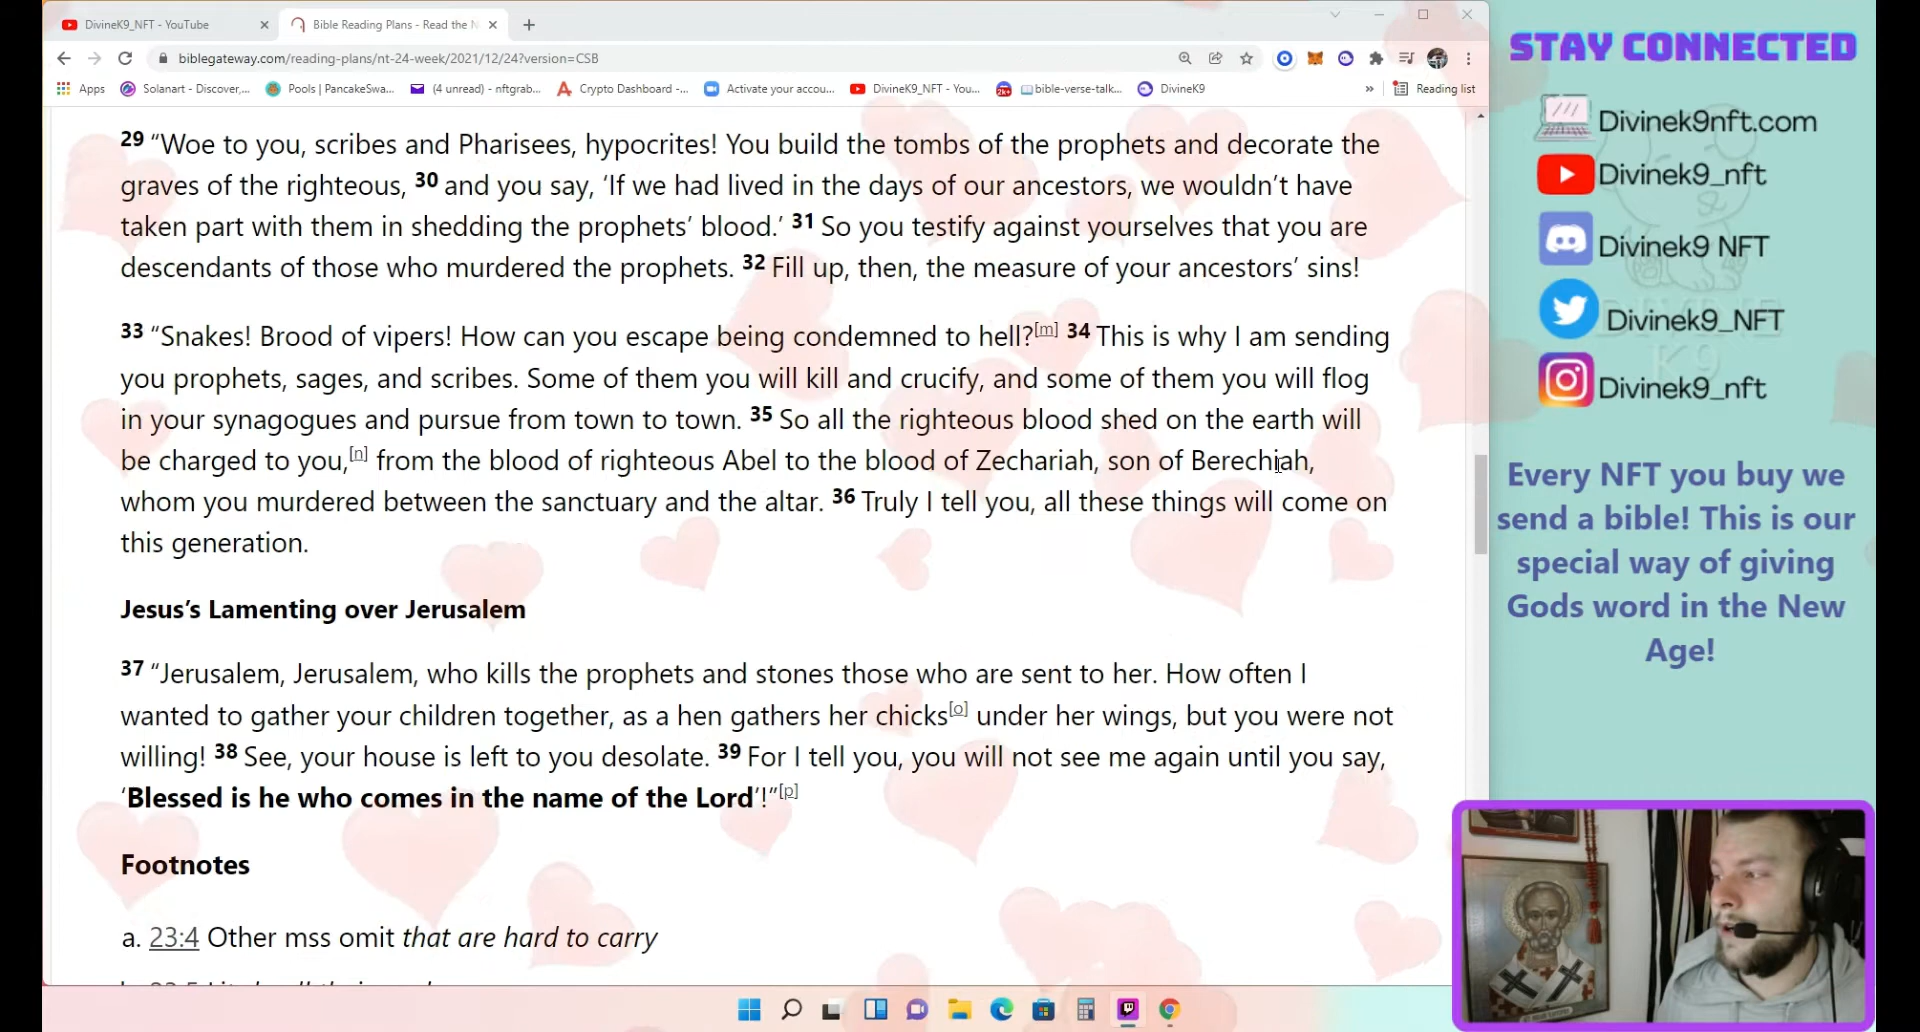 DivineK9_NFT - YouTube
Bible Reading Plans - Read the N
biblegateway.com/reading-plans/nt-24-week/2021/12/24?version=CSB
Apps
Solanart - Discover,...
Pools | PancakeSwa...
(4 unread) - nftgrab...
Crypto Dashboard -...
Activate your accou...
DivineK9_NFT - You...
bible-verse-talk...
DivineK9
»
Reading list
29 “Woe to you, scribes and Pharisees, hypocrites! You build the tombs of the prophets and decorate the
graves of the righteous, 30 and you say, ‘If we had lived in the days of our ancestors, we wouldn’t have
taken part with them in shedding the prophets’ blood.’ 31 So you testify against yourselves that you are
descendants of those who murdered the prophets. 32 Fill up, then, the measure of your ancestors’ sins!
33 “Snakes! Brood of vipers! How can you escape being condemned to hell?[m] 34 This is why I am sending
you prophets, sages, and scribes. Some of them you will kill and crucify, and some of them you will flog
in your synagogues and pursue from town to town. 35 So all the righteous blood shed on the earth will
be charged to you,[n] from the blood of righteous Abel to the blood of Zechariah, son of Berechiah,
whom you murdered between the sanctuary and the altar. 36 Truly I tell you, all these things will come on
this generation.
Jesus’s Lamenting over Jerusalem
37 “Jerusalem, Jerusalem, who kills the prophets and stones those who are sent to her. How often I
wanted to gather your children together, as a hen gathers her chicks[o] under her wings, but you were not
willing! 38 See, your house is left to you desolate. 39 For I tell you, you will not see me again until you say,
‘Blessed is he who comes in the name of the Lord’!”[p]
Footnotes
a. 23:4 Other mss omit that are hard to carry
STAY CONNECTED
Divinek9nft.com
Divinek9_nft
Divinek9 NFT
Divinek9_NFT
Divinek9_nft
DIVINE
K9
Every NFT you buy we
send a bible! This is our
special way of giving
Gods word in the New
Age!